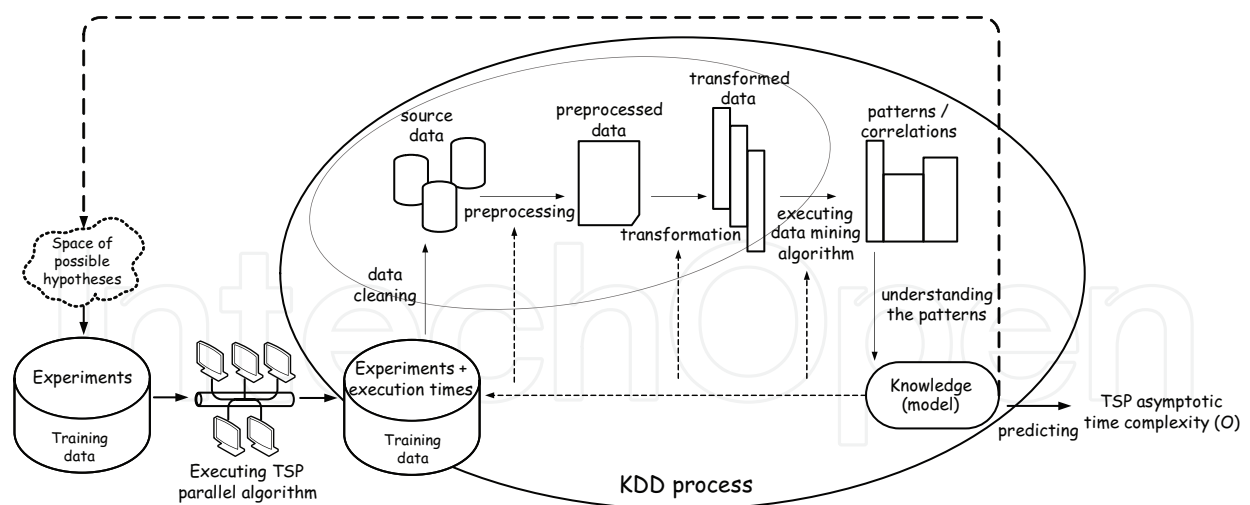 transformed
data
source
data
preprocessed
data
patterns /
correlations
preprocessing
transformation
executing
data mining
algorithm
Space of
possible
hypotheses
data
cleaning
understanding
the patterns
Experiments
Training
data
Executing TSP
parallel algorithm
Experiments +
execution times
Training
data
Knowledge
(model)
predicting
TSP asymptotic
time complexity (O)
KDD process
IntechOpen